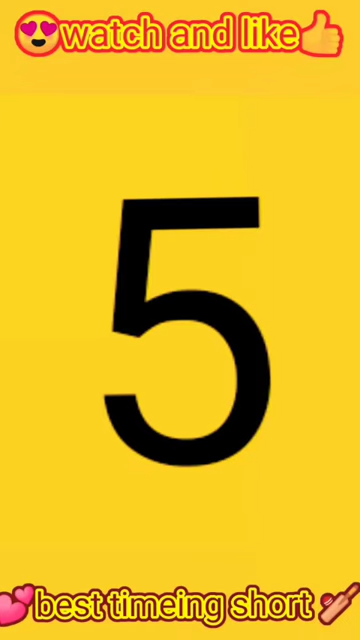 😍watch and like👍
5
💕best timeing short🏏